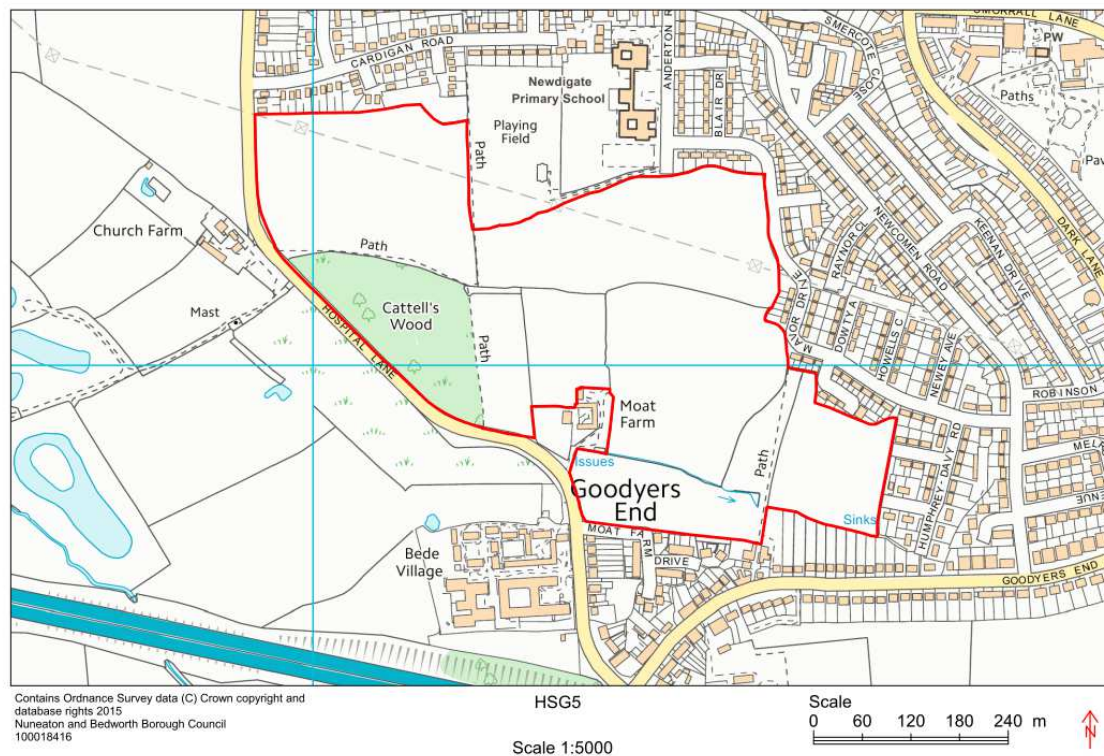 CARDIGAN ROAD
Newdigate
Primary School
Playing
Field
Path
ANDERTON R
BLAIR DR
SMERCOTE CLOSE
SMORRALL LANE
PW
Paths
Pav
DARK LANE
KEENAN DRIVE
NEWCOMEN ROAD
RAYNOR CL
MAVOR DRIVE
DOWTY A
HOWELLS C
NEWEY AVE
ROBINSON
HUMPHREY-DAVY RD
Church Farm
Mast
Path
Cattell's
Wood
HOSPITAL LANE
Path
Moat
Farm
Issues
Goodyers
End
Path
Sinks
MOAT FARM
DRIVE
GOODYERS END
Bede
Village
Contains Ordnance Survey data (C) Crown copyright and
database rights 2015
Nuneaton and Bedworth Borough Council
100018416
HSG5
Scale 1:5000
Scale
0 60 120 180 240 m
N